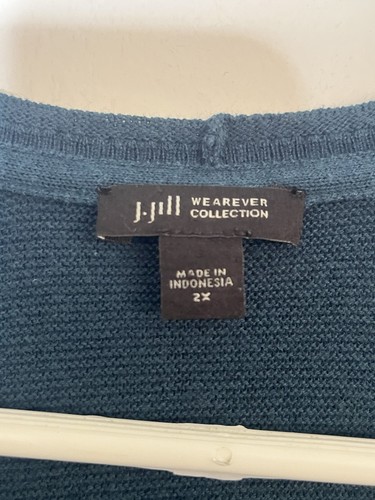 J.Jill WEAREVER
COLLECTION
MADE IN
INDONESIA
2X